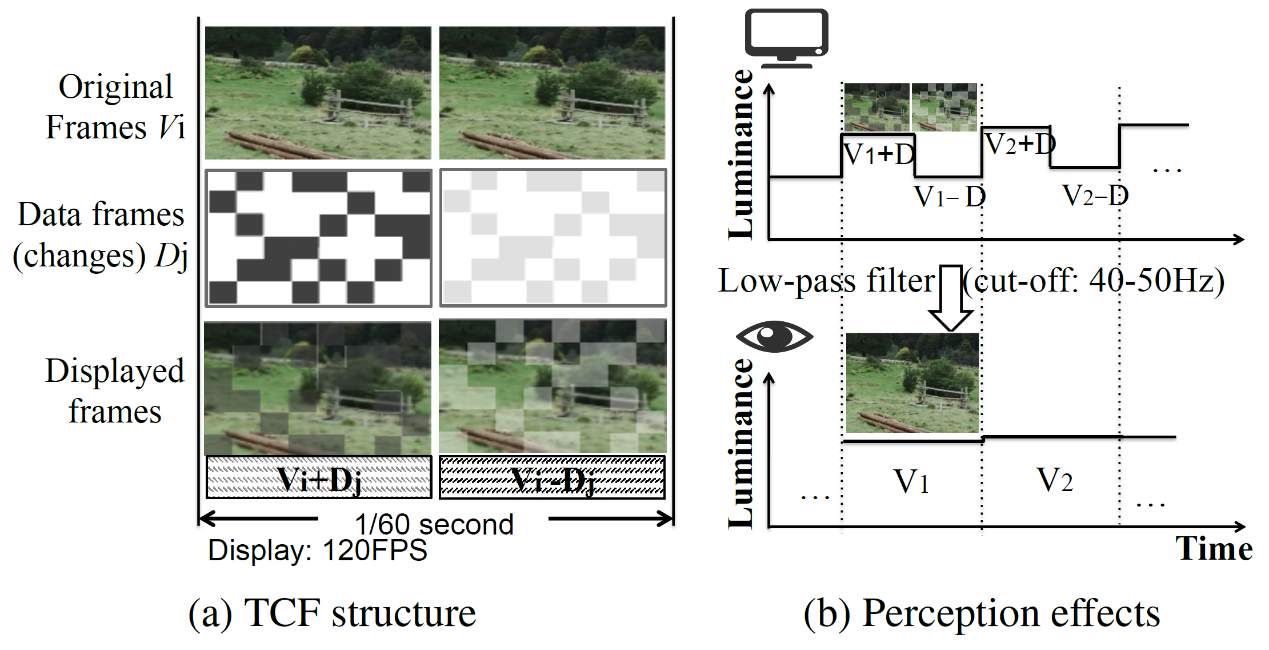 Original
Frames Vi
Data frames
(changes) Dj
Displayed
frames
Vi+Dj
Vi-Dj
1/60 second
Display: 120FPS
(a) TCF structure
Luminance
V1+D
V1–D
V2+D
V2–D
...
Low-pass filter (cut-off: 40-50Hz)
Luminance
...
V1
V2
...
Time
(b) Perception effects